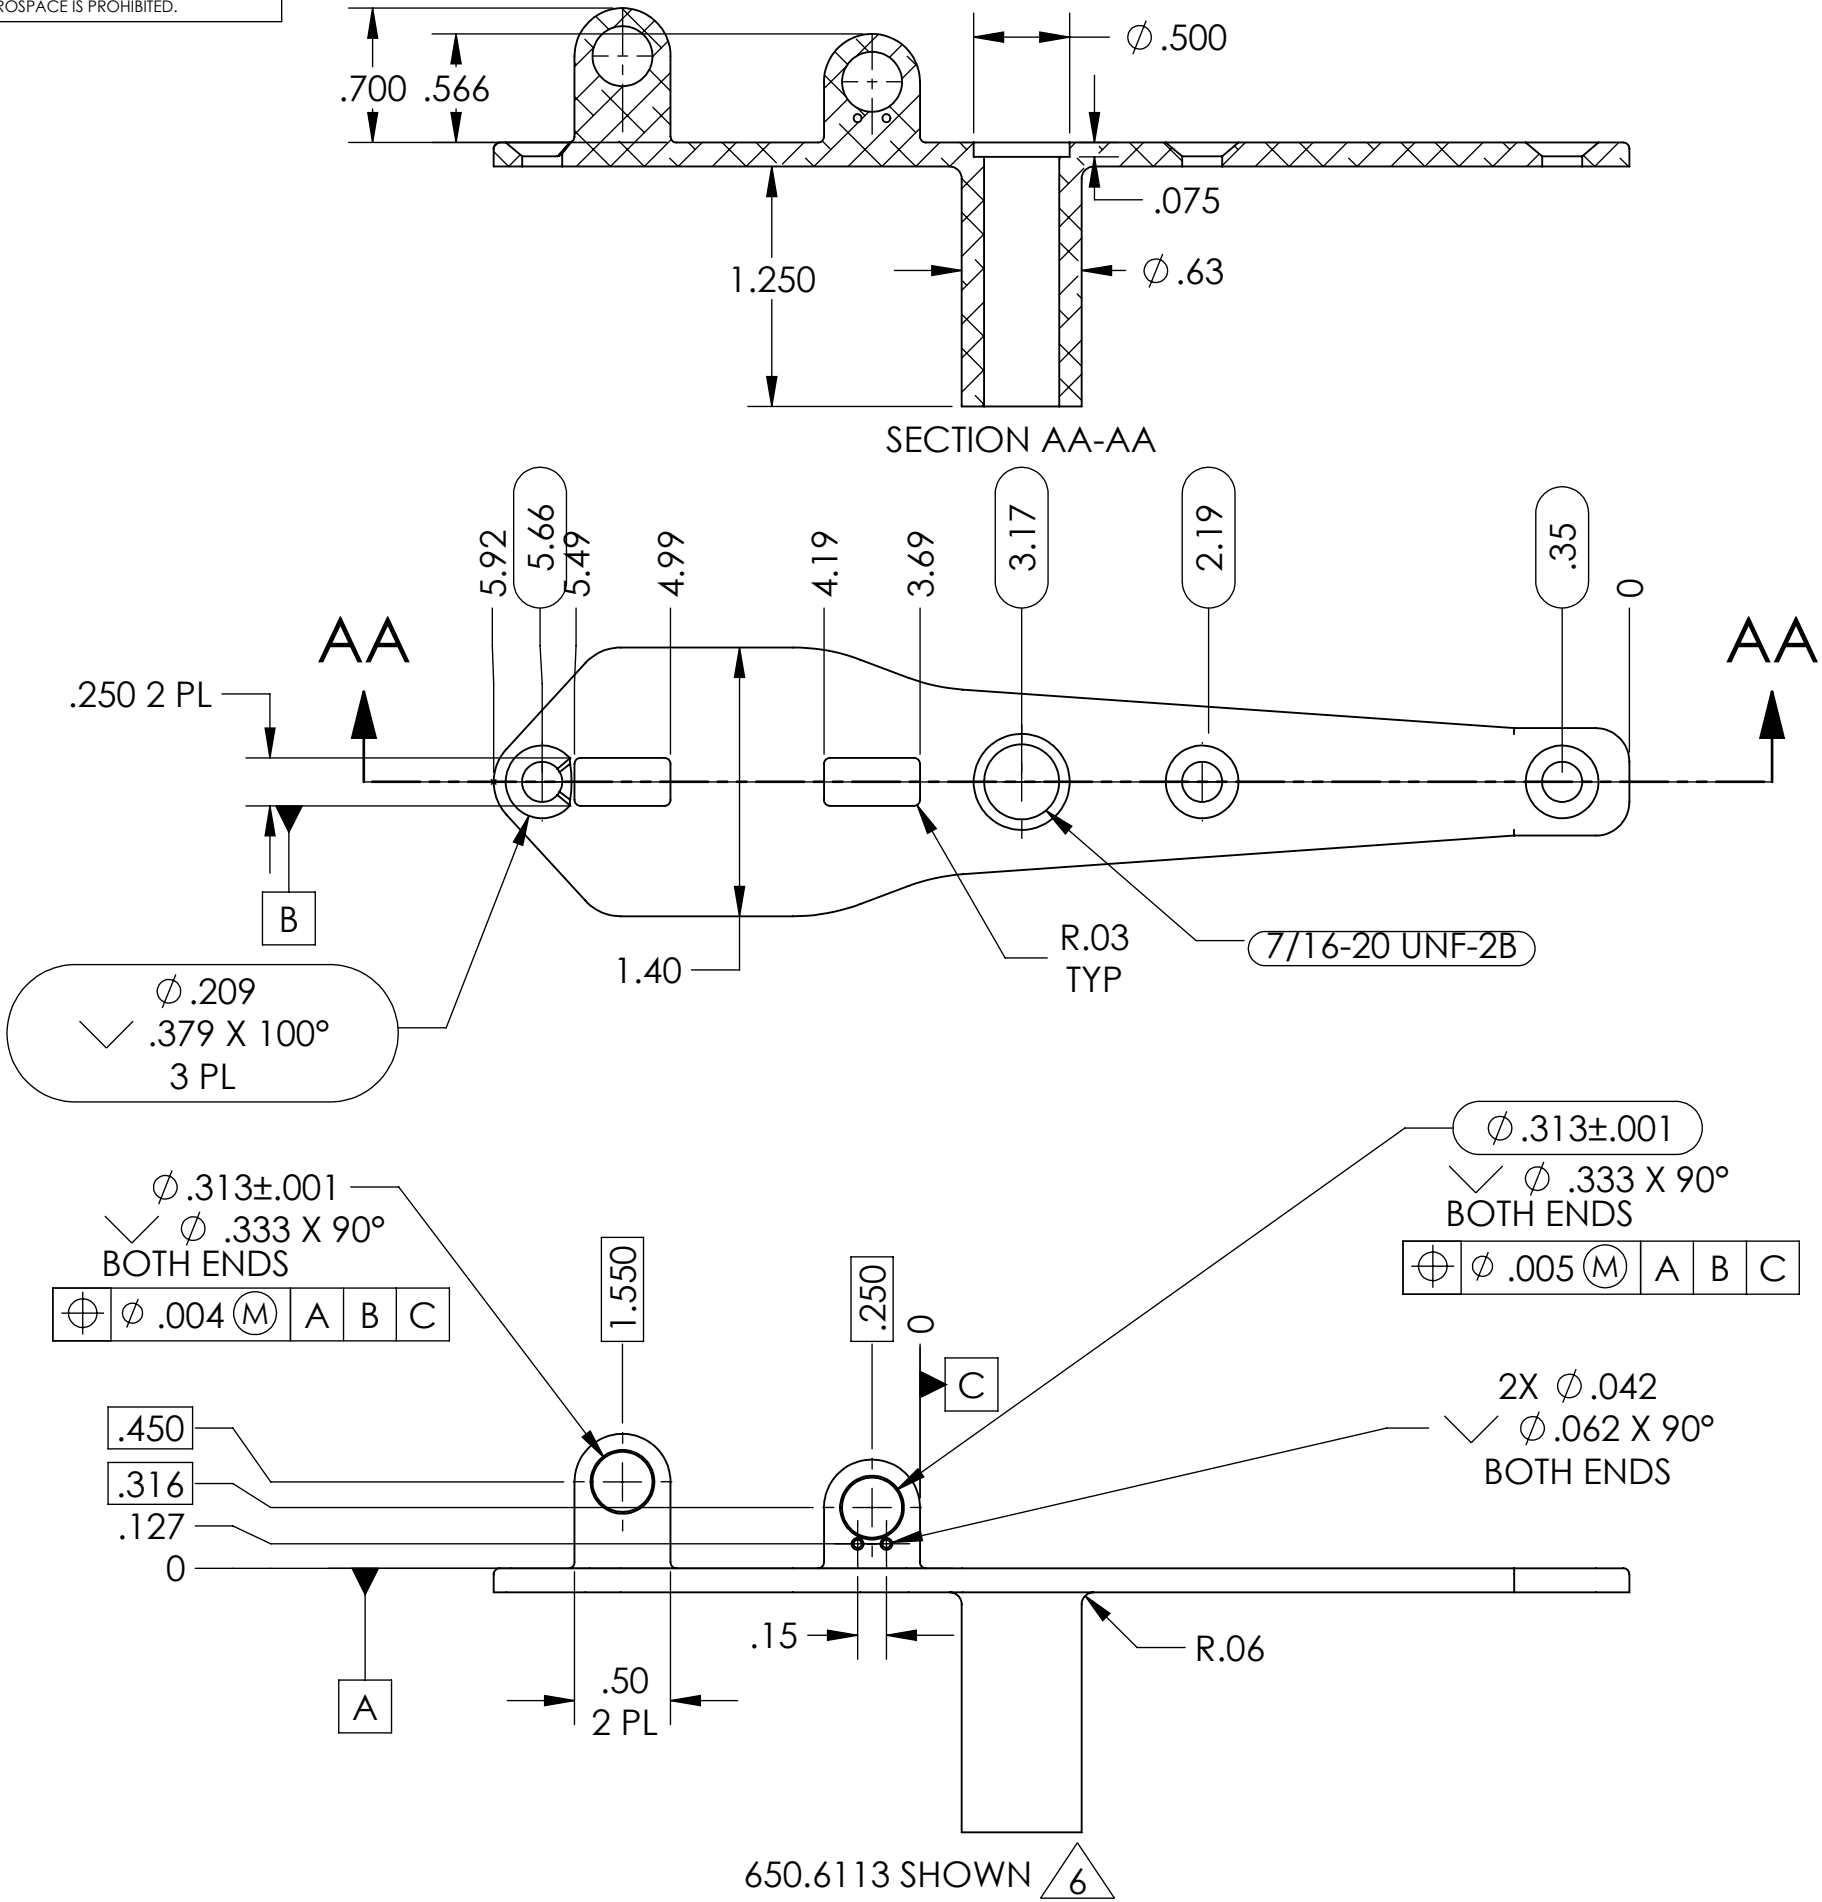 ROSPACE IS PROHIBITED.
.700
.566
⌀ .500
.075
1.250
⌀ .63
SECTION AA-AA
5.92
5.66
5.49
4.99
4.19
3.69
3.17
2.19
.35
0
AA
AA
.250 2 PL
B
1.40
R.03
TYP
7/16-20 UNF-2B
⌀ .209
⌵ .379 X 100°
3 PL
⌀ .313±.001
⌵ ⌀ .333 X 90°
BOTH ENDS
⌖ ⌀ .004 Ⓜ A B C
1.550
.250
0
C
⌀ .313±.001
⌵ ⌀ .333 X 90°
BOTH ENDS
⌖ ⌀ .005 Ⓜ A B C
2X ⌀ .042
⌵ ⌀ .062 X 90°
BOTH ENDS
.450
.316
.127
0
A
.50
2 PL
.15
R.06
650.6113 SHOWN 6